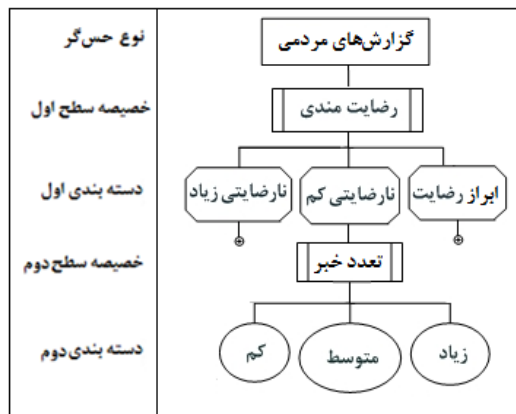 نوع حس‌گر
گزارش‌های مردمی
خصیصه سطح اول
رضایت مندی
دسته بندی اول
ابراز رضایت
نارضایتی کم
نارضایتی زیاد
خصیصه سطح دوم
تعدد خبر
دسته بندی دوم
زیاد
متوسط
کم